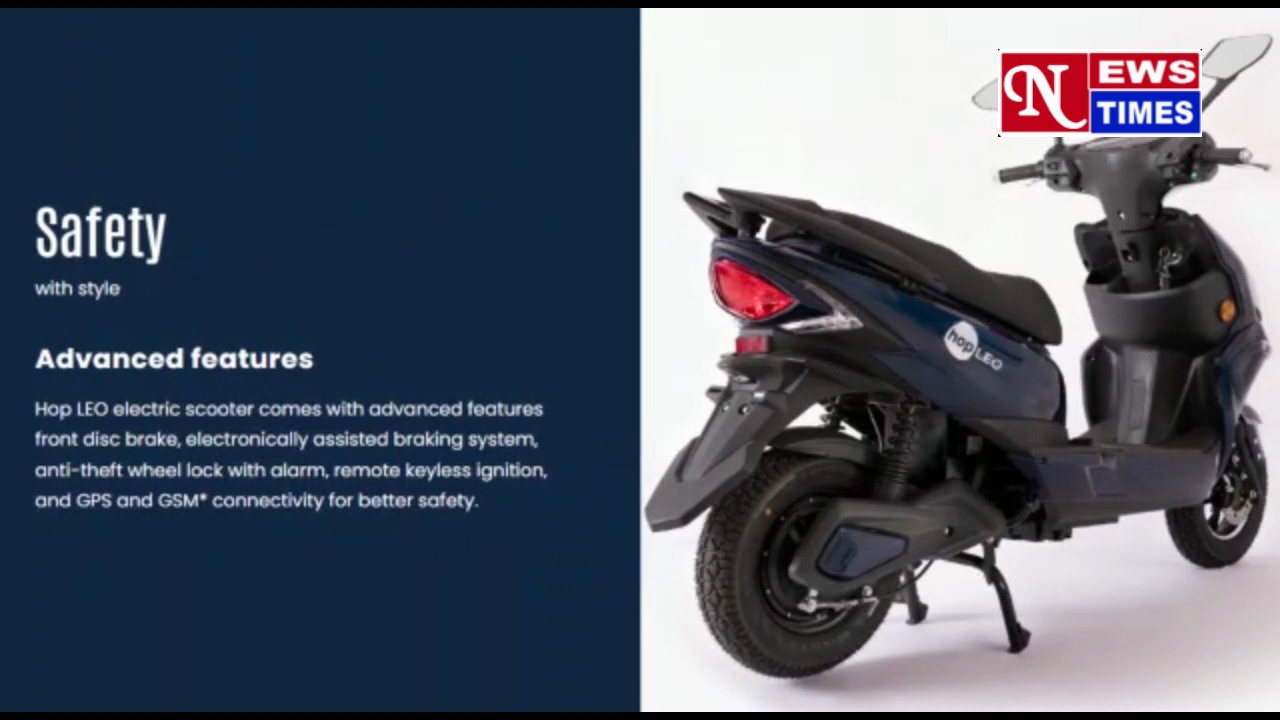 Safety
with style
Advanced features
Hop LEO electric scooter comes with advanced features
front disc brake, electronically assisted braking system,
anti-theft wheel lock with alarm, remote keyless ignition,
and GPS and GSM* connectivity for better safety.
NEWS
TIMES
hop LEO